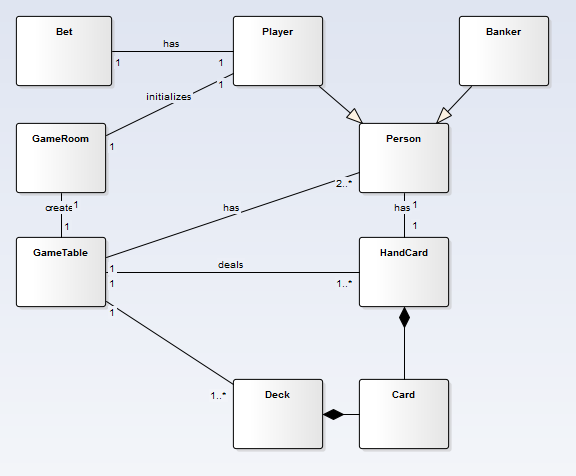 Bet
Player
Banker
has
1
1
initializes
1
1
GameRoom
Person
create
1
1
has
2..*
has
1
1
GameTable
HandCard
1
deals
1
1..*
1
1..*
Deck
Card